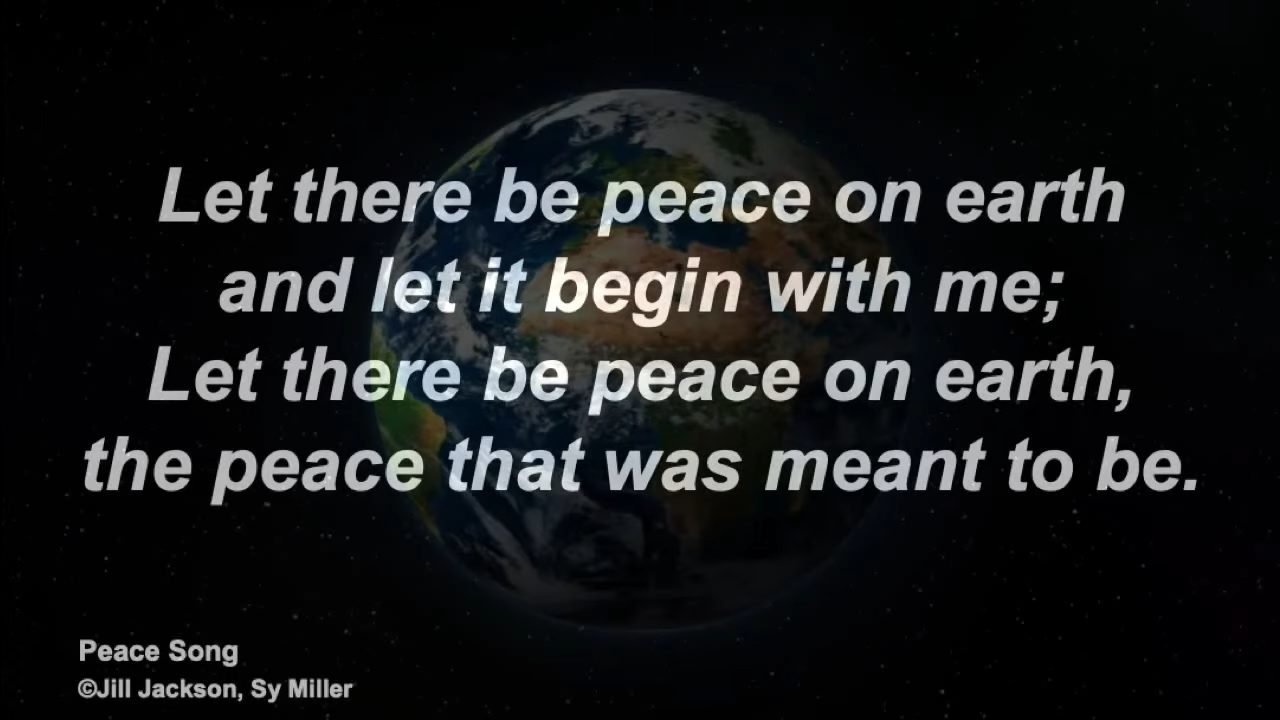 Let there be peace on earth
and let it begin with me;
Let there be peace on earth,
the peace that was meant to be.
Peace Song
©Jill Jackson, Sy Miller